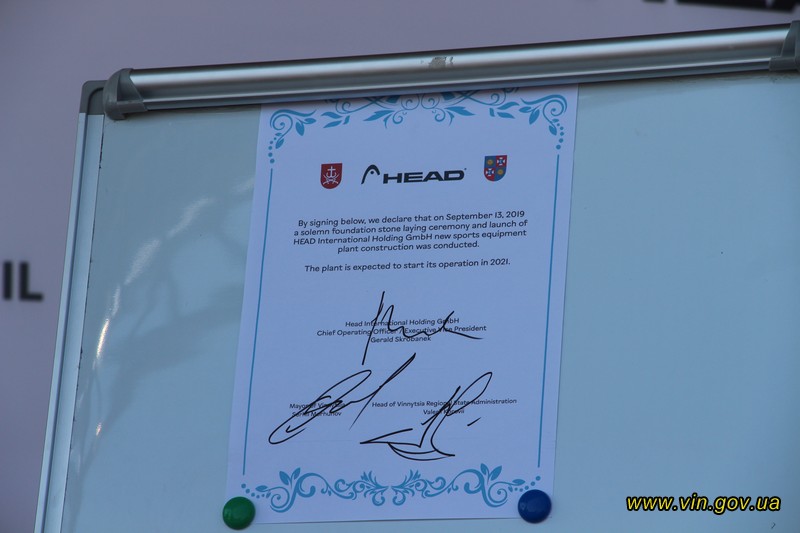 HEAD
By signing below, we declare that on September 13, 2019
a solemn foundation stone laying ceremony and launch of
HEAD International Holding GmbH new sports equipment
plant construction was conducted.
The plant is expected to start its operation in 2021.
IL
Head International Holding GmbH
Chief Operating Officer / Executive Vice President
Gerald Skrobanek
Mayor of
Head of Vinnytsia Regional State Administration
Morhunov
www.vin.gov.ua